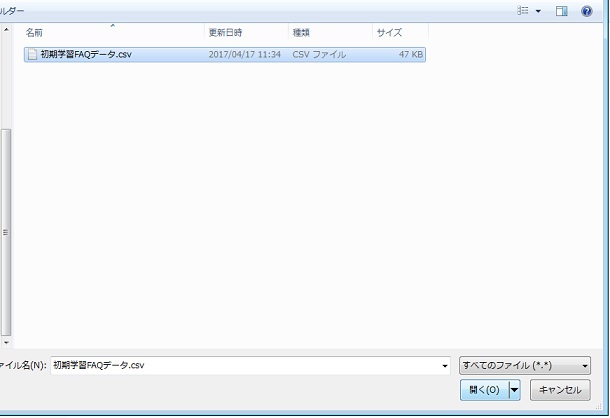 ルダー
名前 更新日時 種類 サイズ
初期学習FAQデータ.csv 2017/04/17 11:34 CSV ファイル 47 KB
ァイル名(N): 初期学習FAQデータ.csv すべてのファイル (*.*)
開く(O) キャンセル